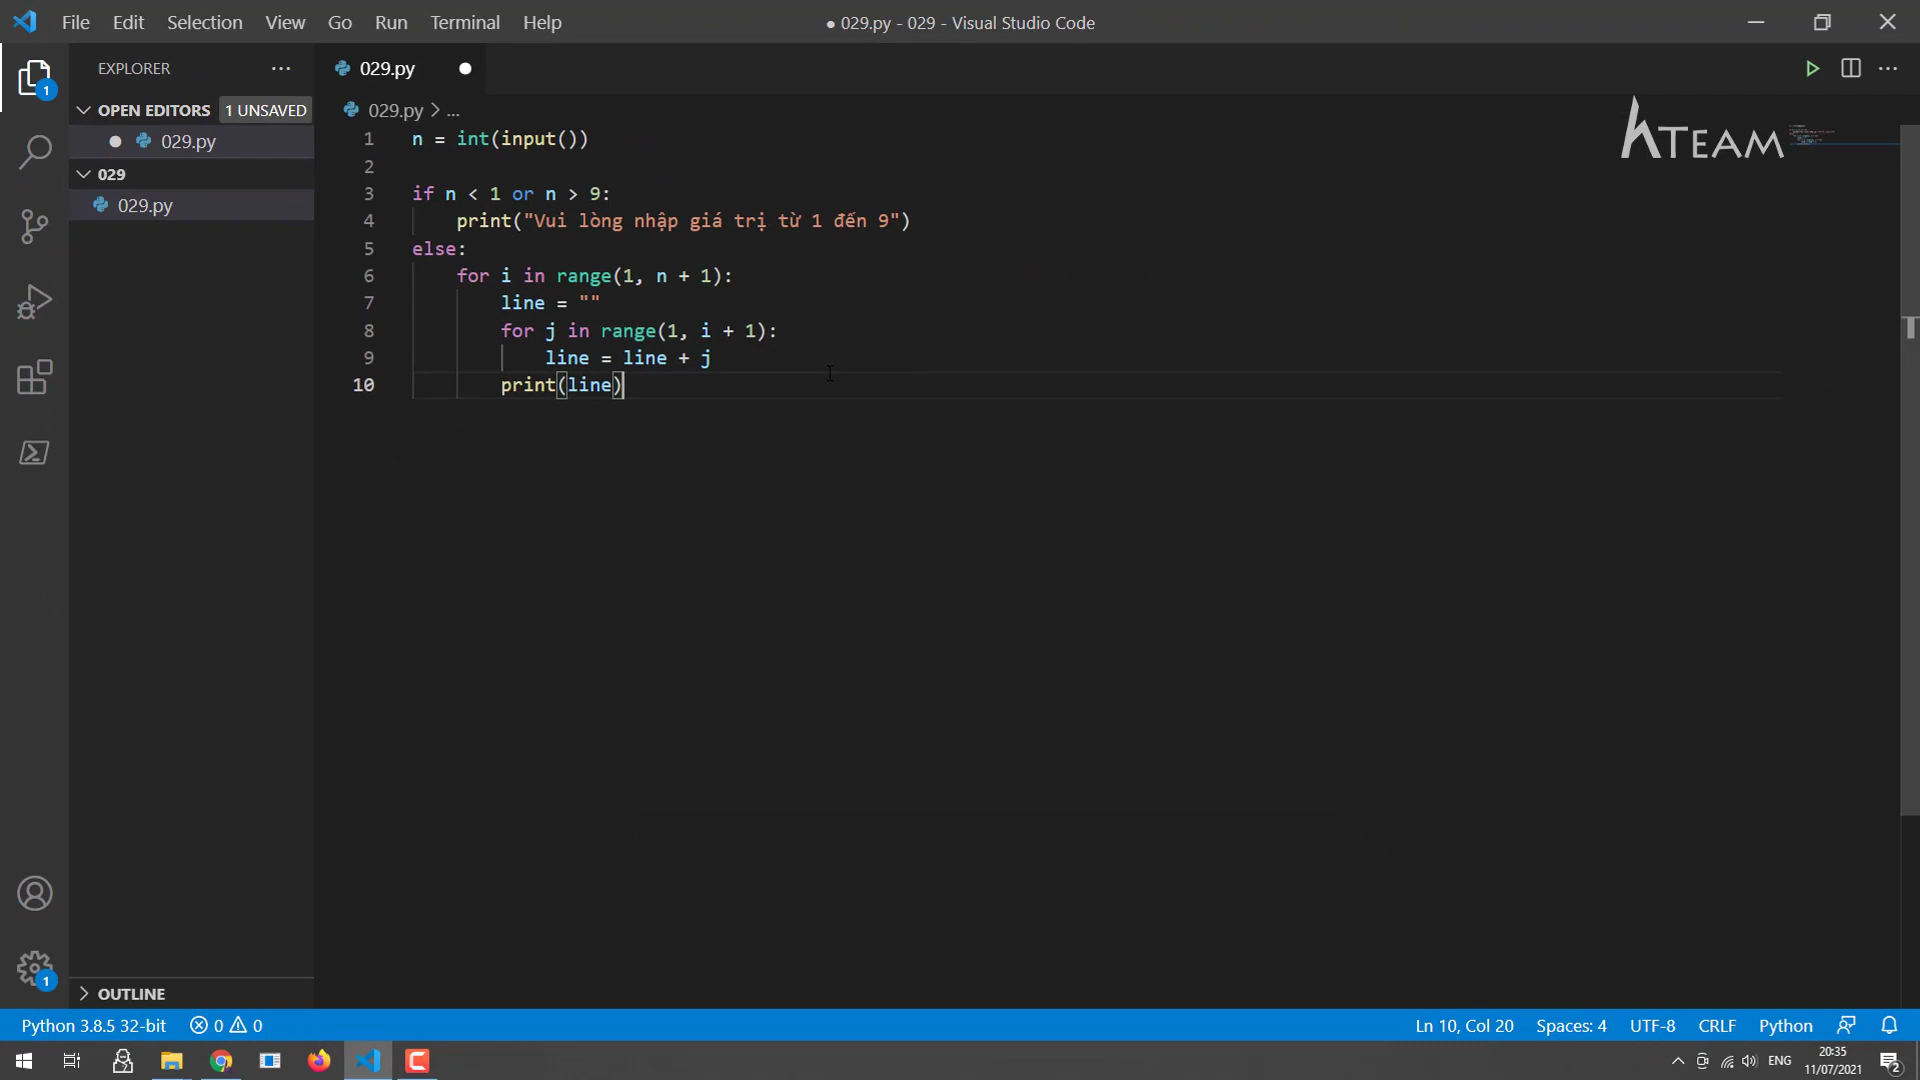 File Edit Selection View Go Run Terminal Help
● 029.py - 029 - Visual Studio Code
EXPLORER
OPEN EDITORS 1 UNSAVED
029.py
029
029.py
OUTLINE
029.py
029.py > ...
1 n = int(input())
2
3 if n < 1 or n > 9:
4 print("Vui lòng nhập giá trị từ 1 đến 9")
5 else:
6 for i in range(1, n + 1):
7 line = ""
8 for j in range(1, i + 1):
9 line = line + j
10 print(line)
hTEAM
1
1
Python 3.8.5 32-bit 0 0 Ln 10, Col 20 Spaces: 4 UTF-8 CRLF Python
ENG 20:35
11/07/2021 2